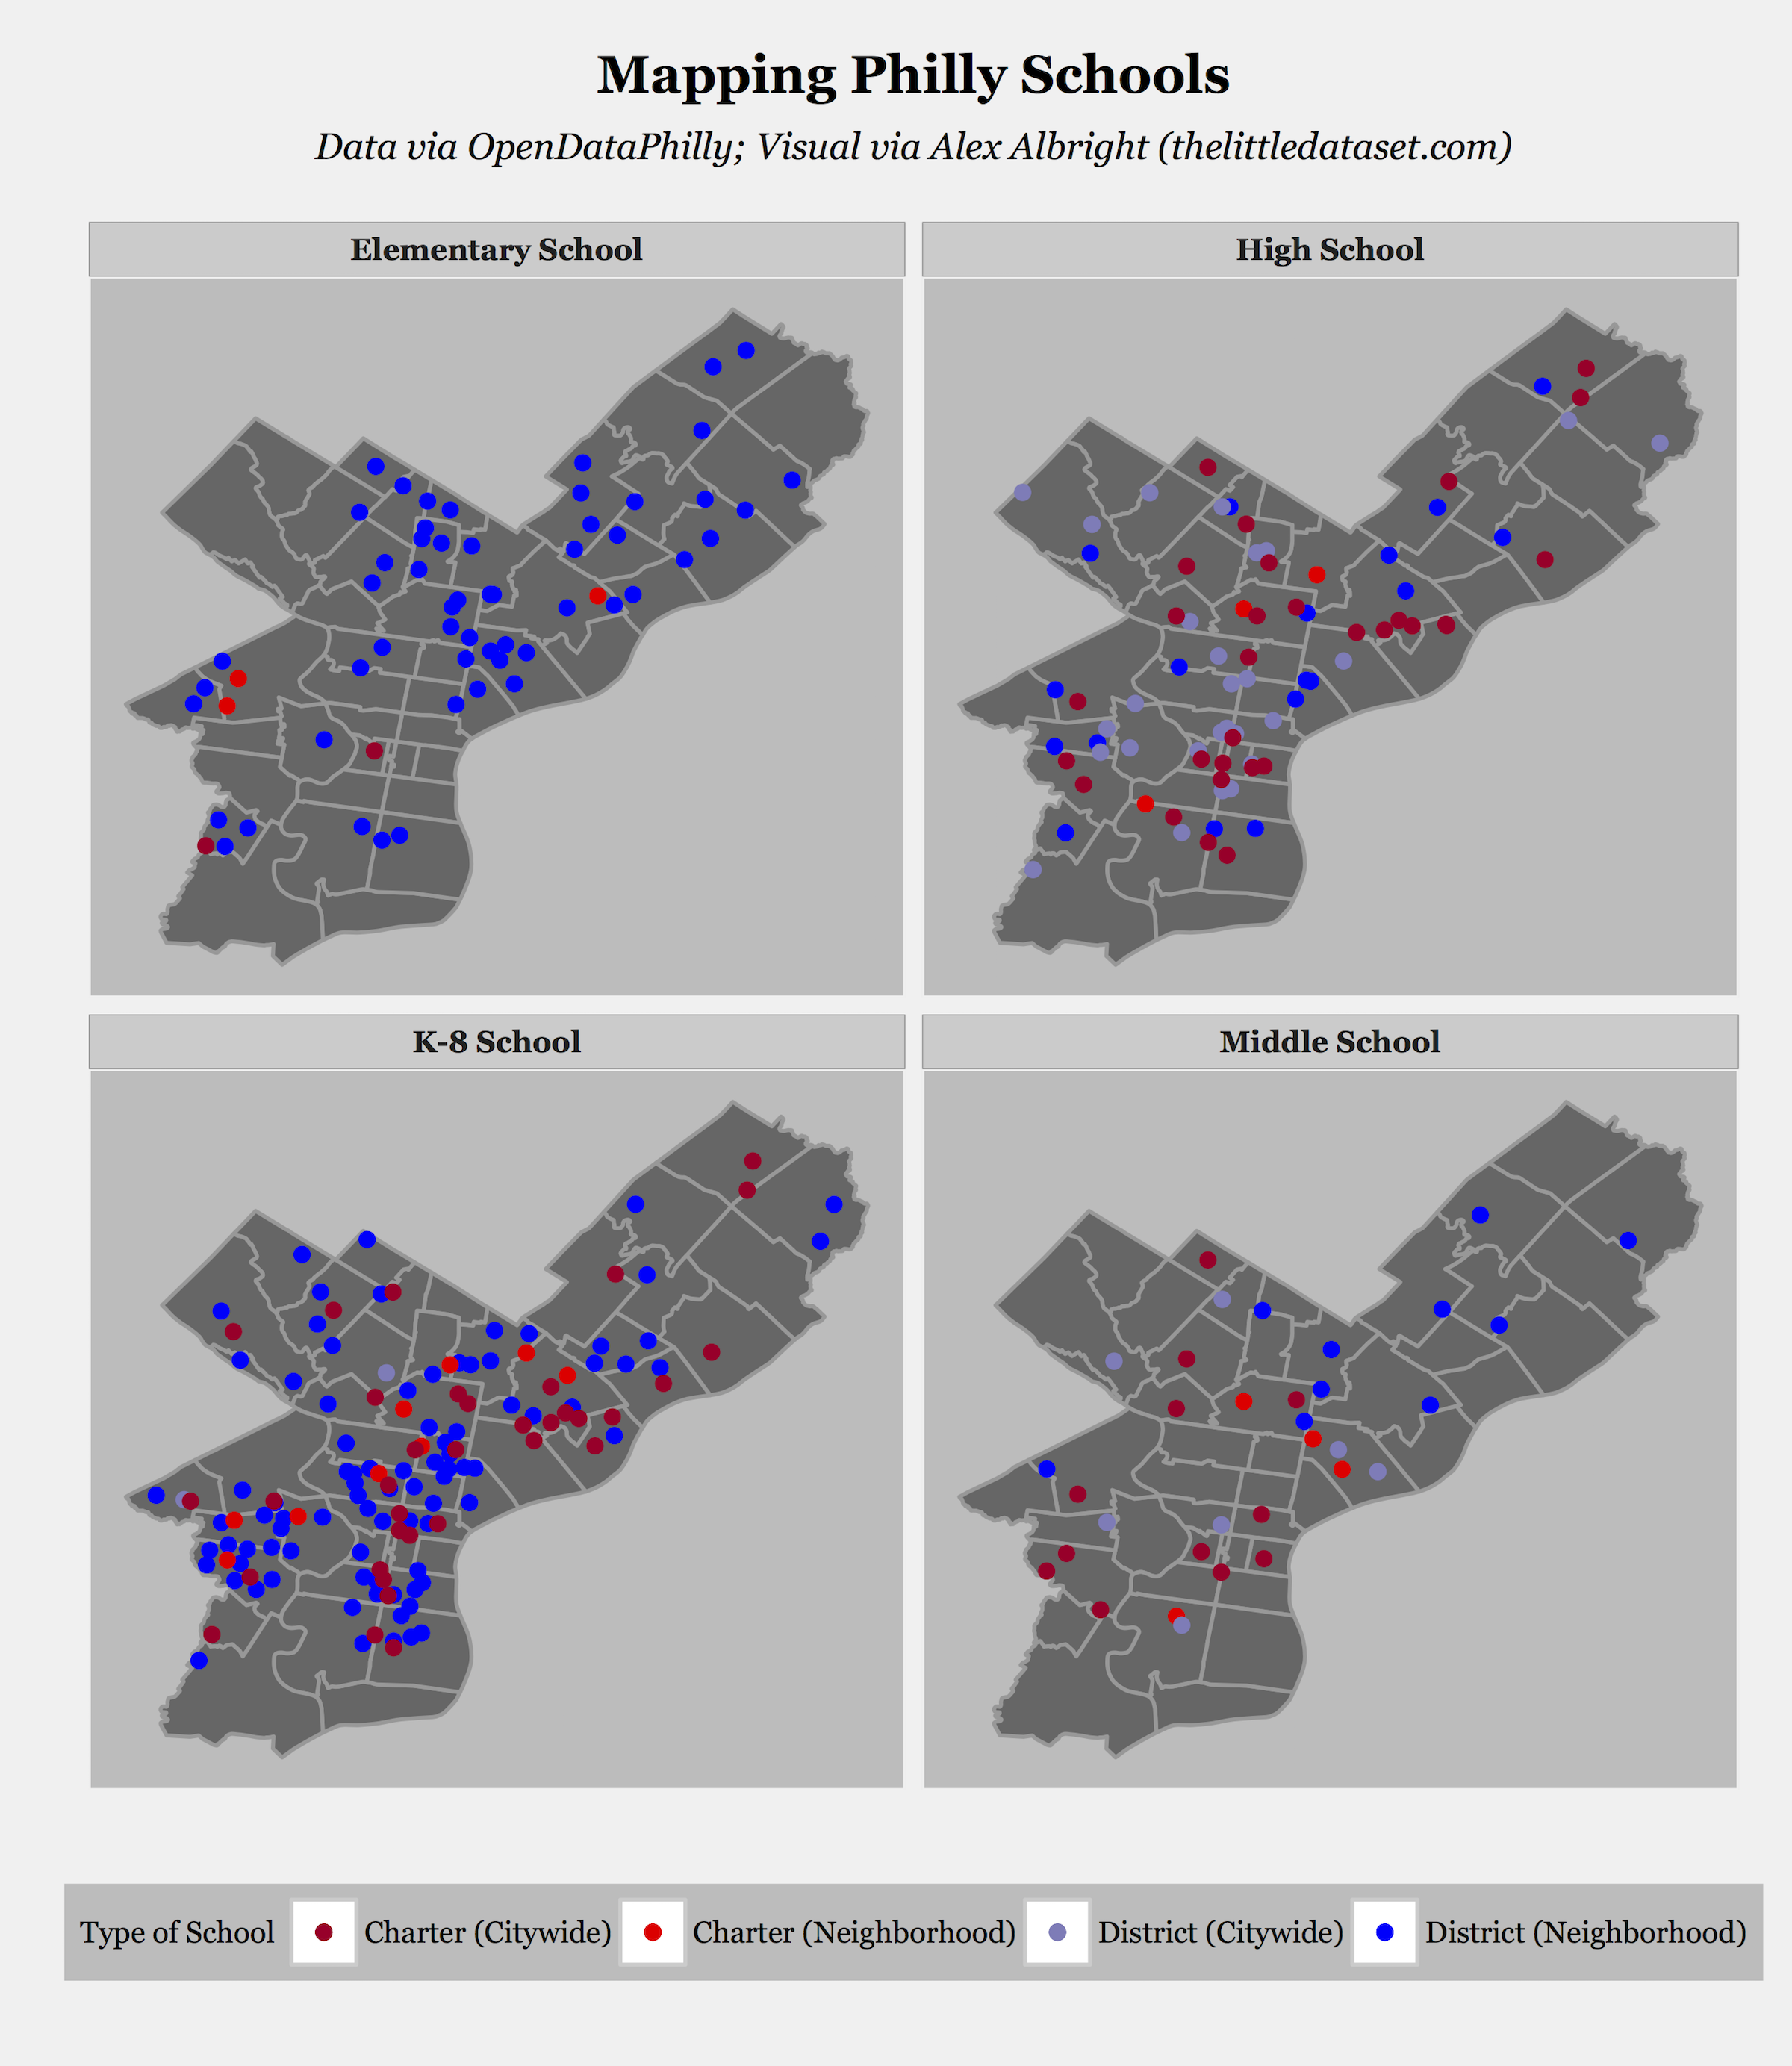 Mapping Philly Schools
Data via OpenDataPhilly; Visual via Alex Albright (thelittledataset.com)
Elementary School
High School
K-8 School
Middle School
Type of School
Charter (Citywide)
Charter (Neighborhood)
District (Citywide)
District (Neighborhood)